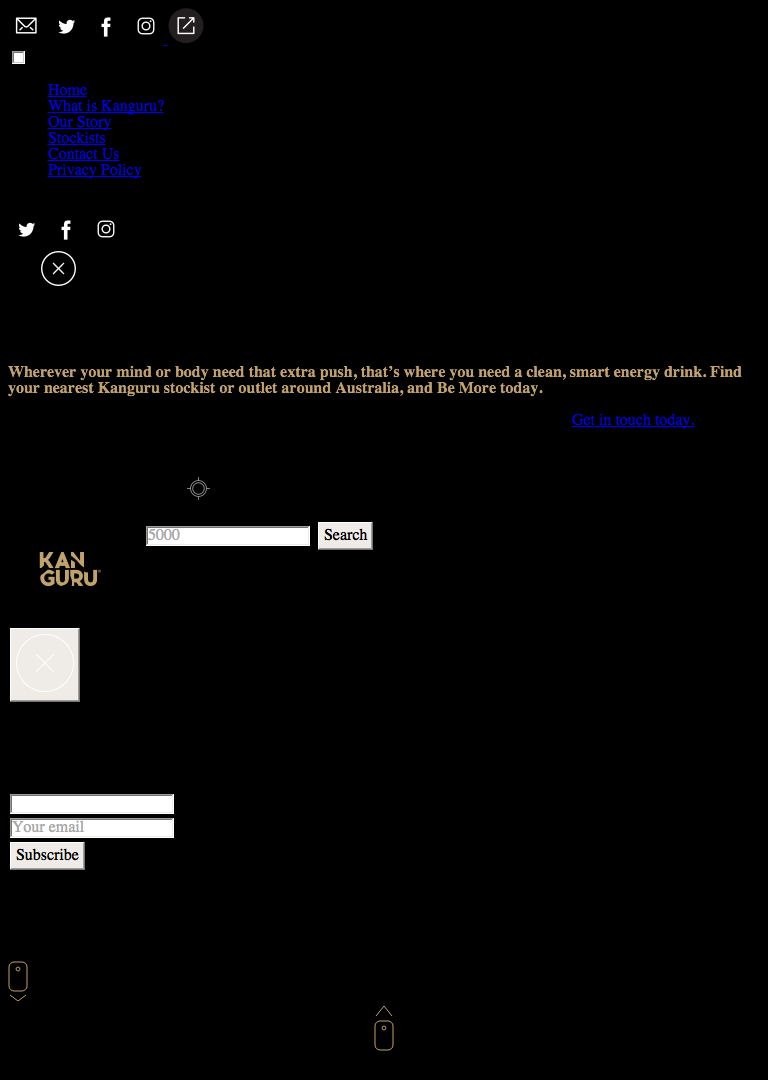 Home
What is Kanguru?
Our Story
Stockists
Contact Us
Privacy Policy
Wherever your mind or body need that extra push, that’s where you need a clean, smart energy drink. Find
your nearest Kanguru stockist or outlet around Australia, and Be More today.
Get in touch today.
5000 Search
KAN
GURU
Your email
Subscribe